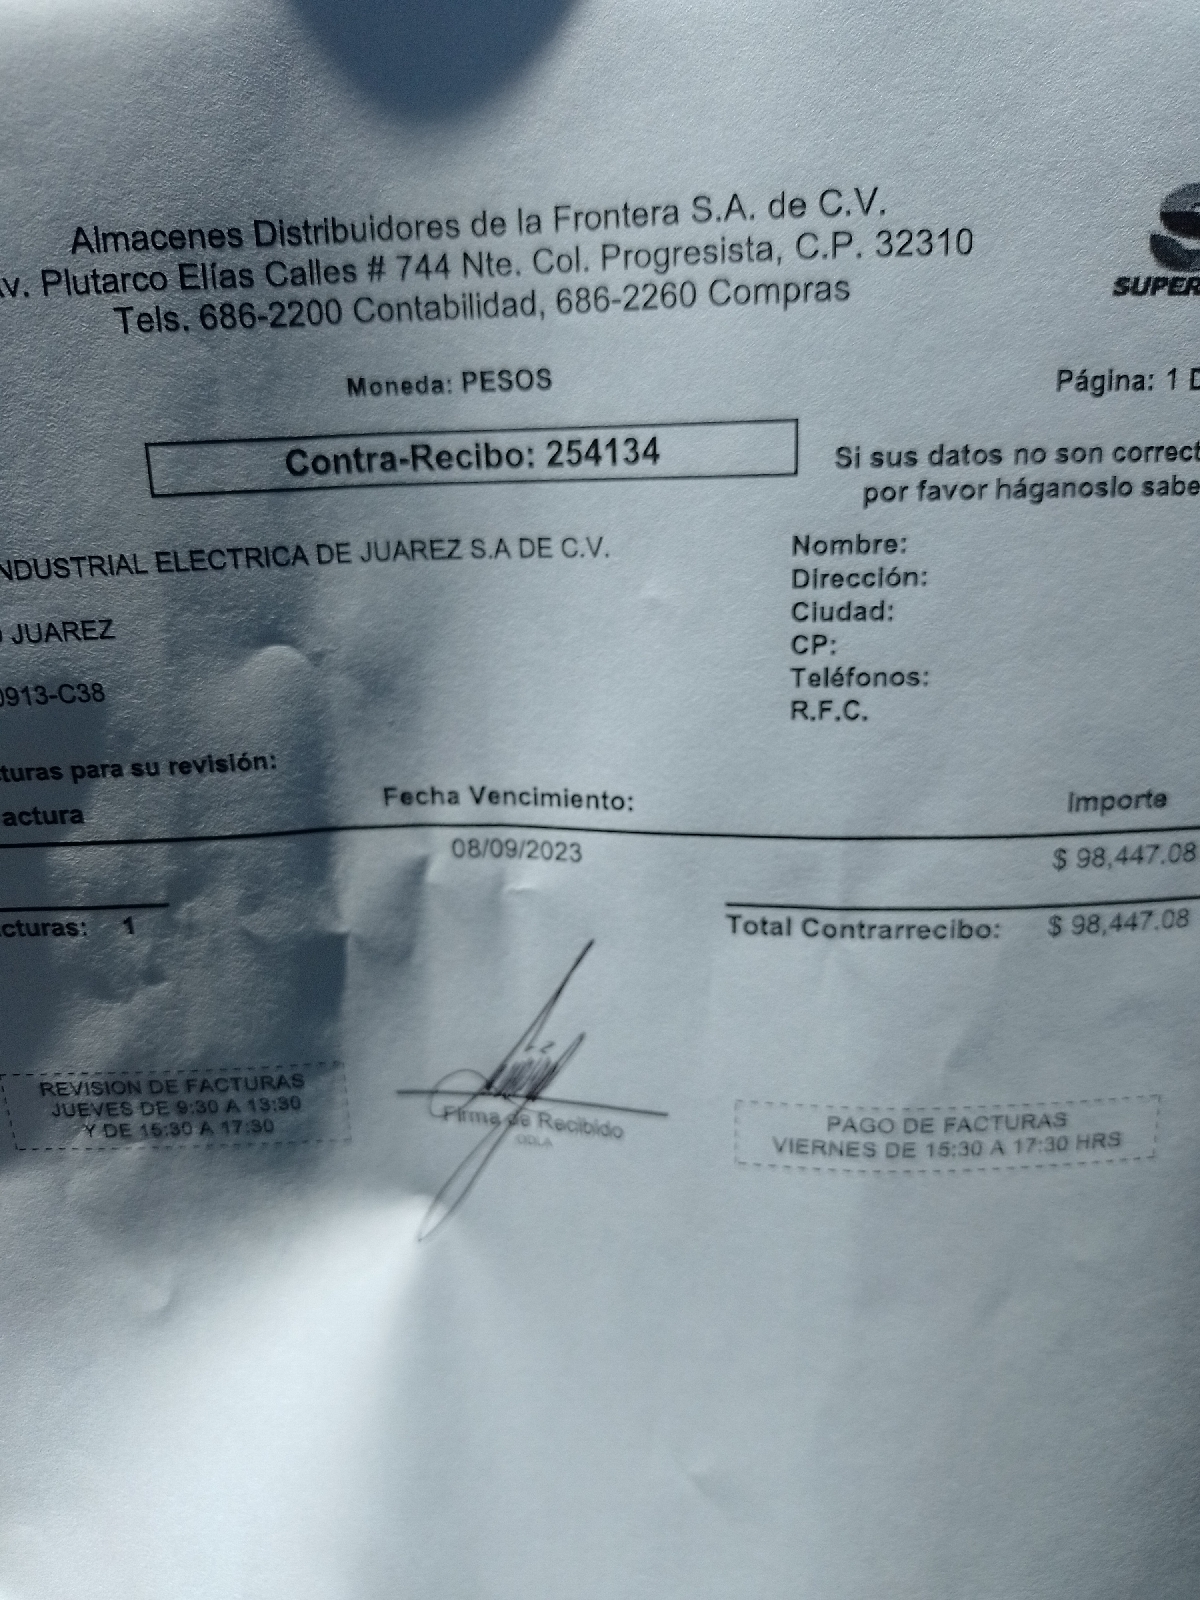 Almacenes Distribuidores de la Frontera S.A. de C.V.
v. Plutarco Elías Calles # 744 Nte. Col. Progresista, C.P. 32310
Tels. 686-2200 Contabilidad, 686-2260 Compras
SUPER
Moneda: PESOS
Página: 1 D
Contra-Recibo: 254134
Si sus datos no son correct
por favor háganoslo sabe
NDUSTRIAL ELECTRICA DE JUAREZ S.A DE C.V.
JUAREZ
0913-C38
Nombre:
Dirección:
Ciudad:
CP:
Teléfonos:
R.F.C.
turas para su revisión:
actura
Fecha Vencimiento:
Importe
08/09/2023
$ 98,447.08
cturas: 1
Total Contrarrecibo: $ 98,447.08
REVISION DE FACTURAS
JUEVES DE 9:30 A 13:30
Y DE 15:30 A 17:30
Firma de Recibido
PAGO DE FACTURAS
VIERNES DE 15:30 A 17:30 HRS